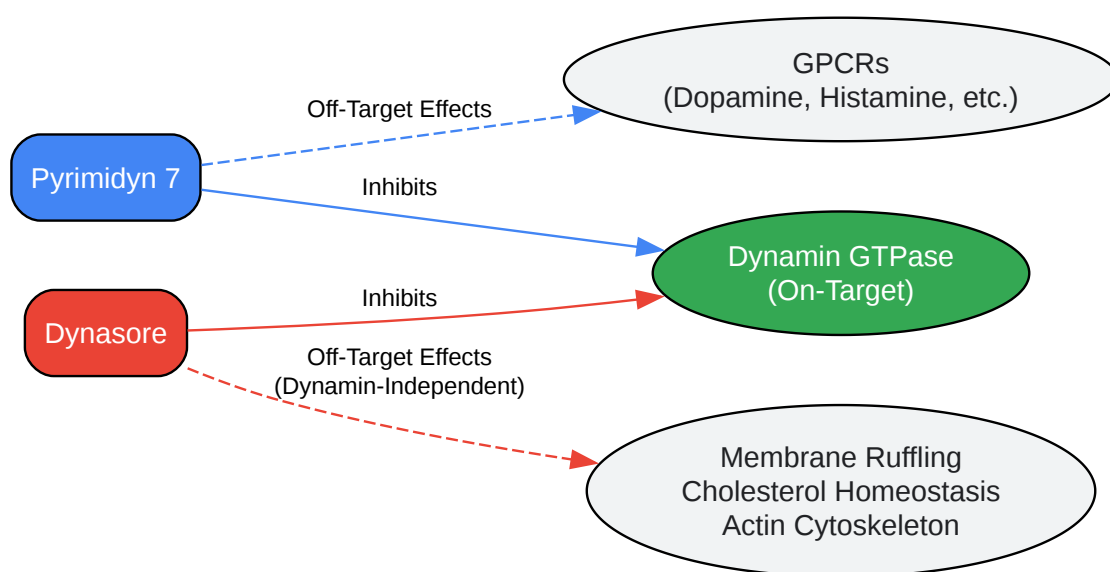 GPCRs
(Dopamine, Histamine, etc.)
Off-Target Effects
Pyrimidyn 7
Inhibits
Dynamin GTPase
(On-Target)
Inhibits
Dynasore
Off-Target Effects
(Dynamin-Independent)
Membrane Ruffling
Cholesterol Homeostasis
Actin Cytoskeleton